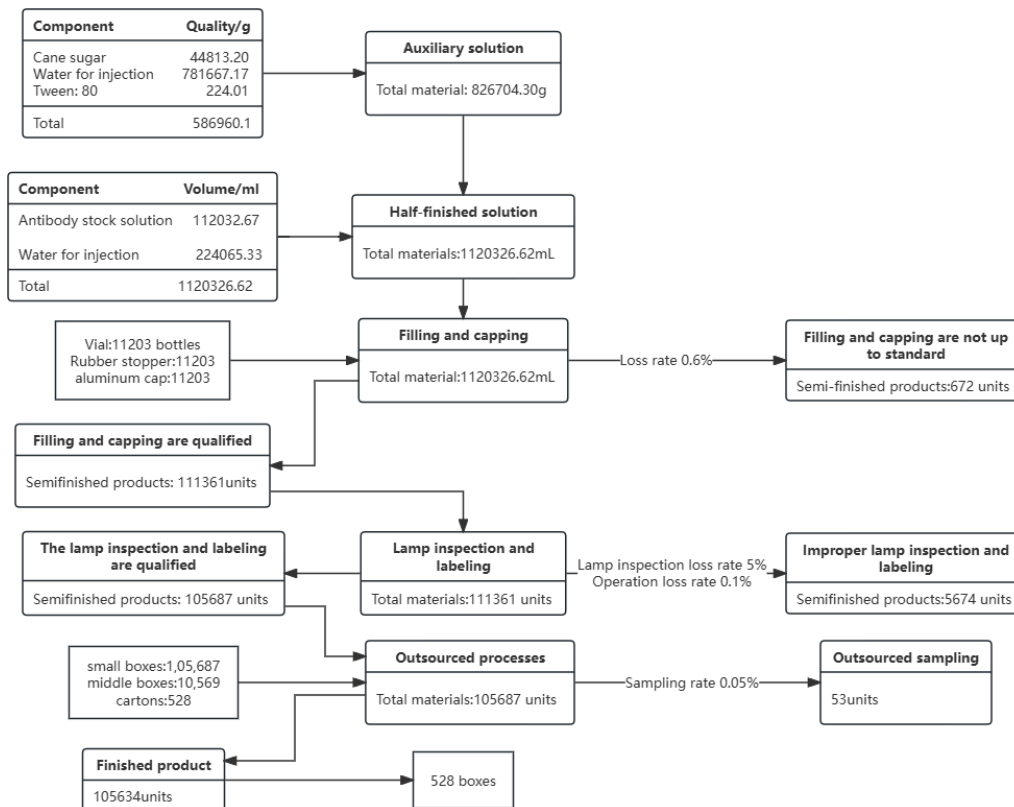 Component Quality/g
Cane sugar 44813.20
Water for injection 781667.17
Tween: 80 224.01
Total 586960.1
Auxiliary solution
Total material: 826704.30g
Component Volume/ml
Antibody stock solution 112032.67
Water for injection 224065.33
Total 1120326.62
Half-finished solution
Total materials:1120326.62mL
Vial:11203 bottles
Rubber stopper:11203
aluminum cap:11203
Filling and capping
Total material:1120326.62mL
Loss rate 0.6%
Filling and capping are not up
to standard
Semi-finished products:672 units
Filling and capping are qualified
Semifinished products: 111361units
The lamp inspection and labeling
are qualified
Semifinished products: 105687 units
Lamp inspection and
labeling
Total materials:111361 units
Lamp inspection loss rate 5%
Operation loss rate 0.1%
Improper lamp inspection and
labeling
Semifinished products:5674 units
small boxes:1,05,687
middle boxes:10,569
cartons:528
Outsourced processes
Total materials:105687 units
Sampling rate 0.05%
Outsourced sampling
53units
Finished product
105634units
528 boxes